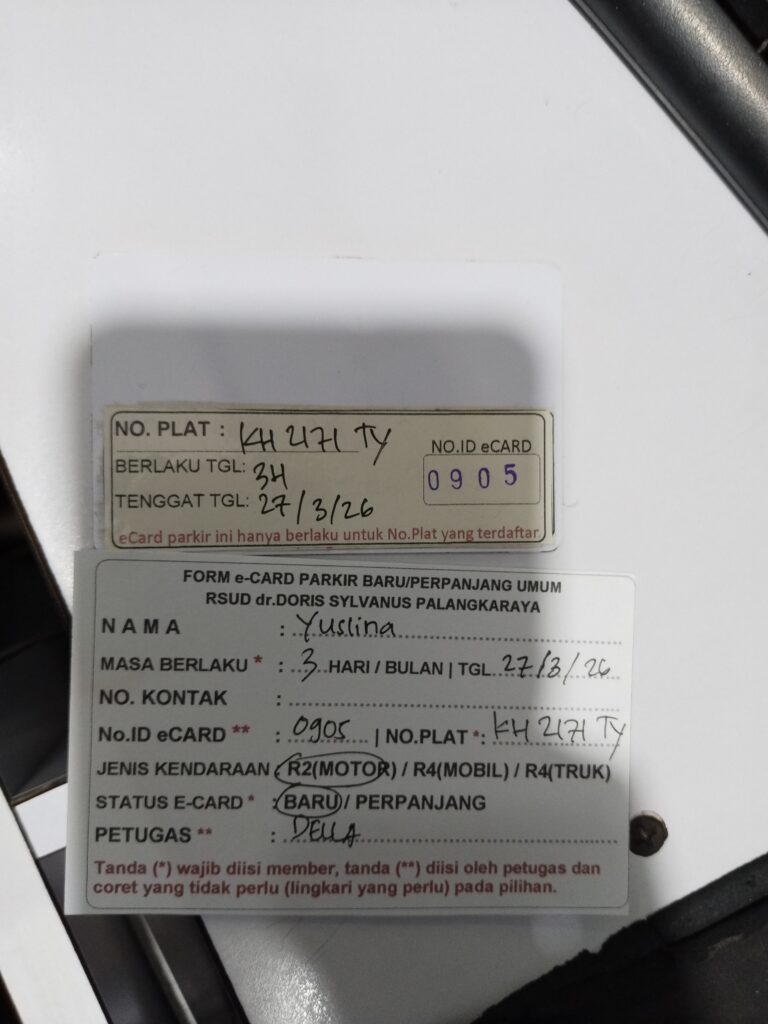 NO. PLAT : KH 2171 TY
NO.ID eCARD
BERLAKU TGL: 3H
0905
TENGGAT TGL: 27/3/26
eCard parkir ini hanya berlaku untuk No.Plat yang terdaftar
FORM e-CARD PARKIR BARU/PERPANJANG UMUM
RSUD dr.DORIS SYLVANUS PALANGKARAYA
NAMA : Yuslina
MASA BERLAKU * : 3 HARI / BULAN | TGL 27/3/26
NO. KONTAK :
No.ID eCARD ** : 0905 | NO.PLAT *: KH 2171 TY
JENIS KENDARAAN : R2(MOTOR) / R4(MOBIL) / R4(TRUK)
STATUS E-CARD * : BARU / PERPANJANG
PETUGAS ** : DELLA
Tanda (*) wajib diisi member, tanda (**) diisi oleh petugas dan
coret yang tidak perlu (lingkari yang perlu) pada pilihan.